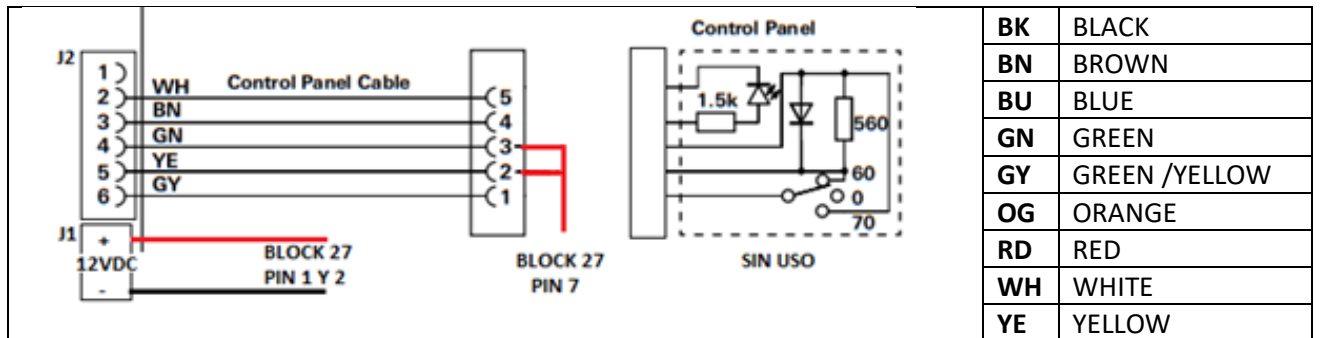 Control Panel
J2
1
2
3
4
5
6
WH
BN
GN
YE
GY
Control Panel Cable
5
4
3
2
1
1.5k
560
60
0
70
J1
+
12VDC
-
BLOCK 27
PIN 1 Y 2
BLOCK 27
PIN 7
SIN USO
BK BLACK
BN BROWN
BU BLUE
GN GREEN
GY GREEN /YELLOW
OG ORANGE
RD RED
WH WHITE
YE YELLOW